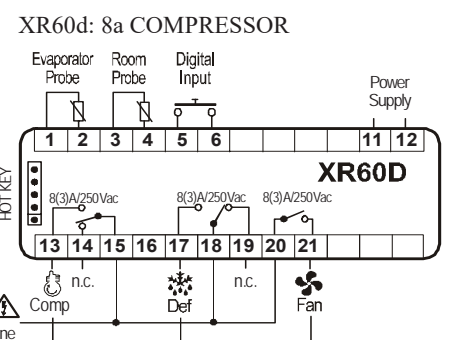 XR60d: 8a COMPRESSOR
Evaporator Probe
Room Probe
Digital Input
Power Supply
1 2 3 4 5 6 11 12
XR60D
HOT KEY
8(3)A/250Vac 8(3)A/250Vac 8(3)A/250Vac
13 14 15 16 17 18 19 20 21
n.c. n.c.
Comp Def Fan
ne